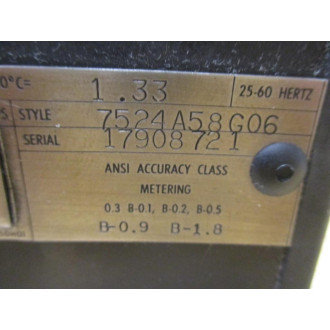 0°C= 1.33 25-60 HERTZ
S STYLE 7524A58G06
SERIAL 17908721
ANSI ACCURACY CLASS
METERING
0.3 B-0.1, B-0.2, B-0.5
B-0.9 B-1.8